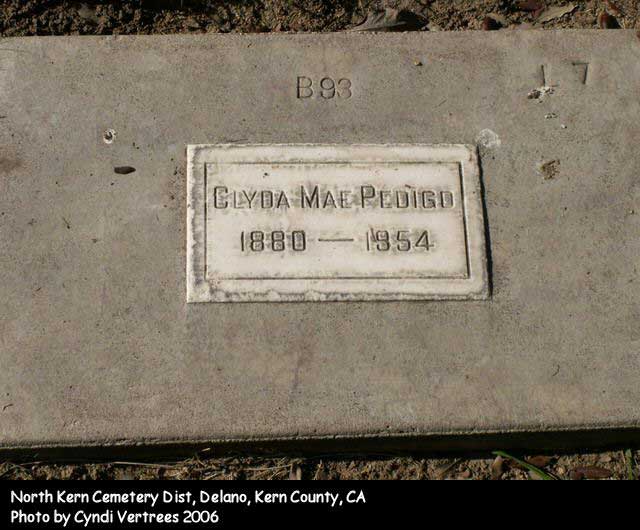 B93
L 7
CLYDA MAE PEDIGO
1880 — 1954
North Kern Cemetery Dist, Delano, Kern County, CA
Photo by Cyndi Vertrees 2006